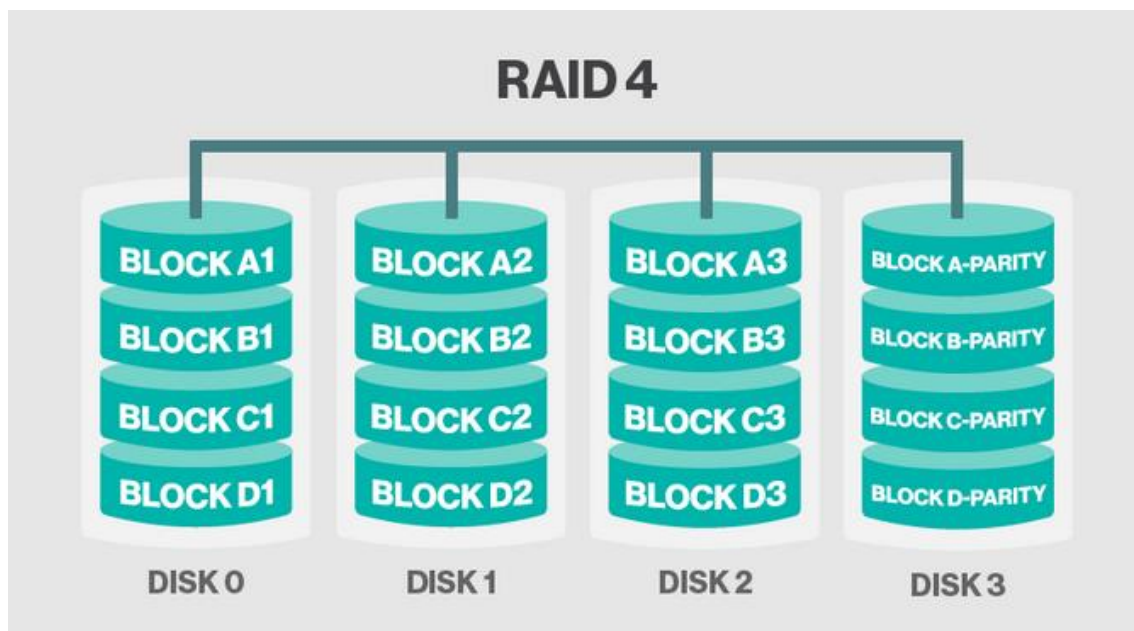 RAID 4
BLOCK A1 BLOCK A2 BLOCK A3 BLOCK A-PARITY
BLOCK B1 BLOCK B2 BLOCK B3 BLOCK B-PARITY
BLOCK C1 BLOCK C2 BLOCK C3 BLOCK C-PARITY
BLOCK D1 BLOCK D2 BLOCK D3 BLOCK D-PARITY
DISK 0 DISK 1 DISK 2 DISK 3